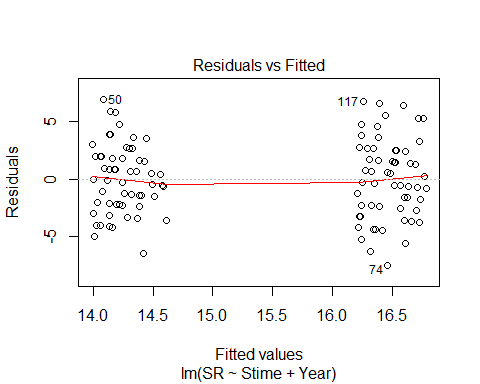 Residuals vs Fitted
Residuals
5
0
-5
50
117
74
14.0 14.5 15.0 15.5 16.0 16.5
Fitted values
lm(SR ~ Stime + Year)